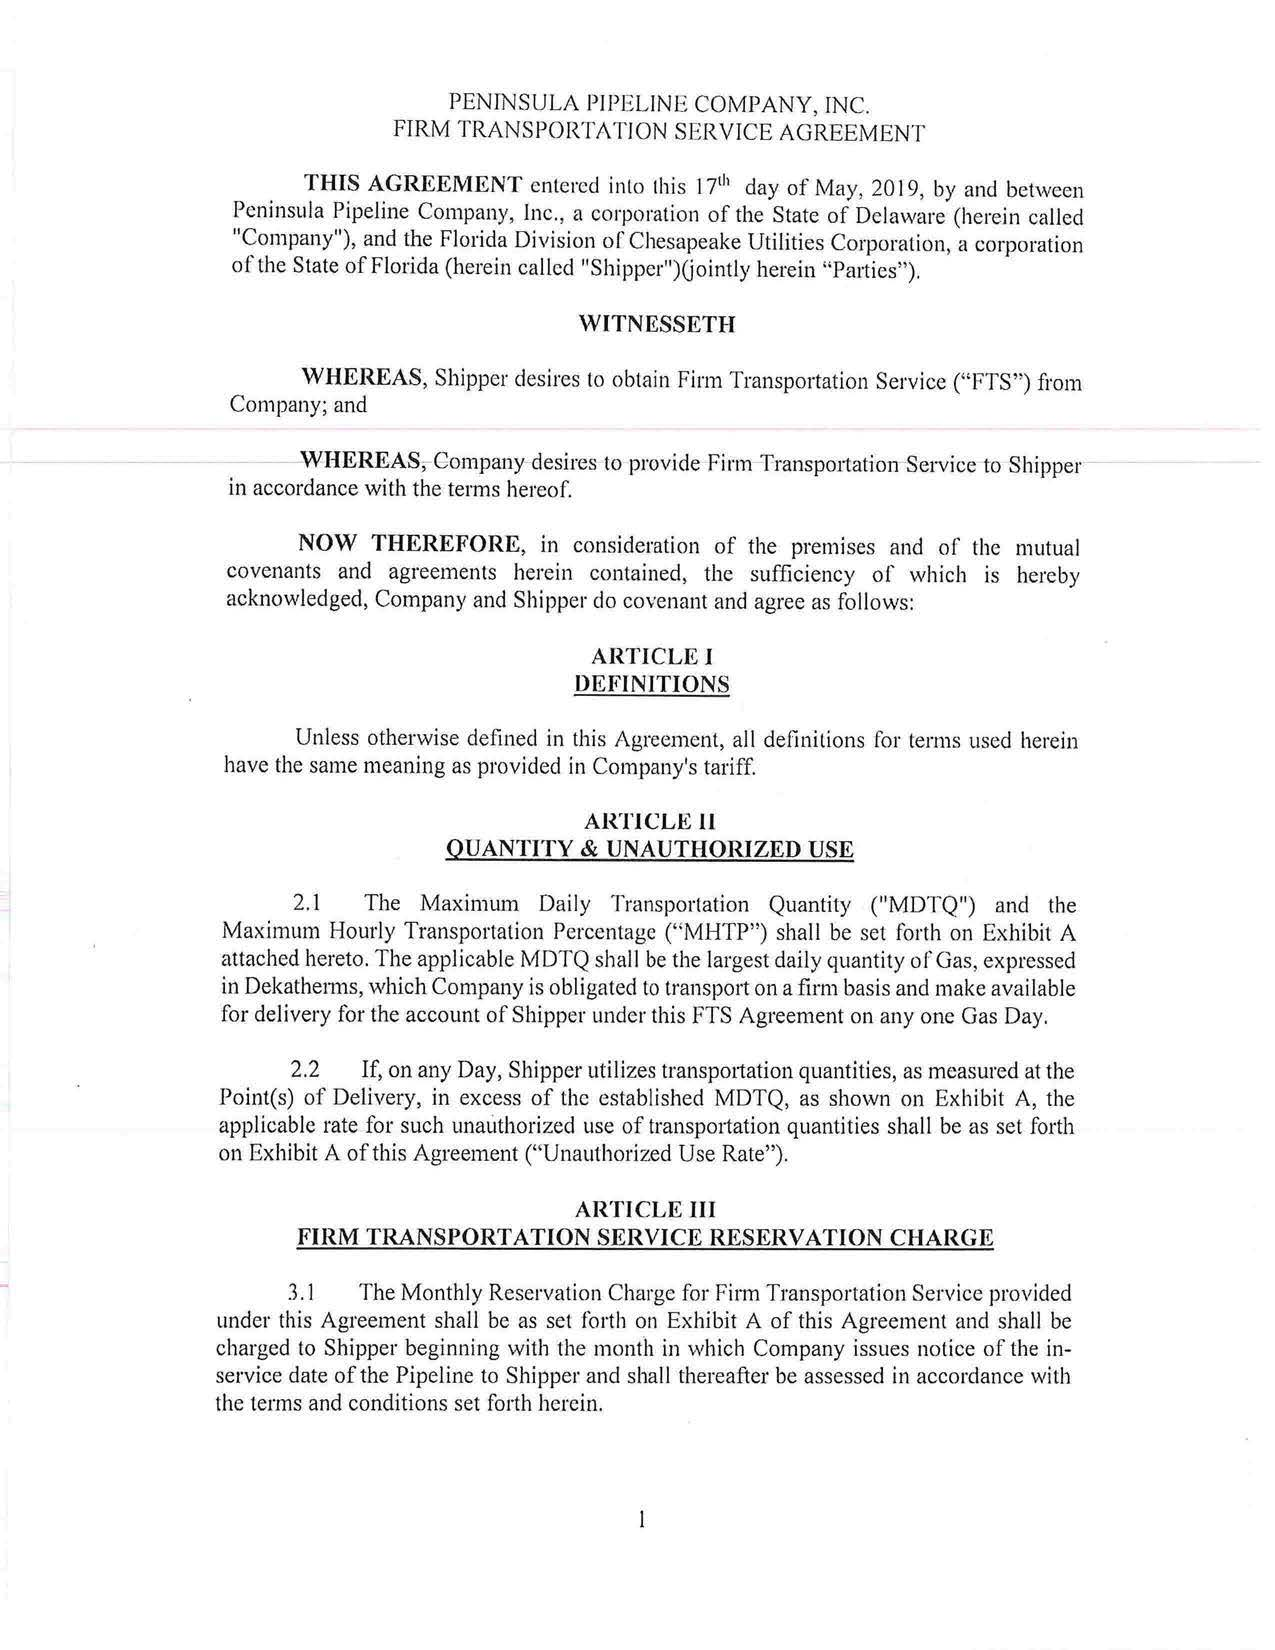 PENINSULA PIPELINE COMPANY, INC.
FIRM TRANSPORTATION SERVICE AGREEMENT
THIS AGREEMENT entered into this 17th day of May, 2019, by and between
Peninsula Pipeline Company, Inc., a corporation of the State of Delaware (herein called
"Company"), and the Florida Division of Chesapeake Utilities Corporation, a corporation
of the State of Florida (herein called "Shipper")(jointly herein “Parties”).
WITNESSETH
WHEREAS, Shipper desires to obtain Firm Transportation Service (“FTS”) from
Company; and
WHEREAS, Company desires to provide Firm Transportation Service to Shipper
in accordance with the terms hereof.
NOW THEREFORE, in consideration of the premises and of the mutual
covenants and agreements herein contained, the sufficiency of which is hereby
acknowledged, Company and Shipper do covenant and agree as follows:
ARTICLE I
DEFINITIONS
Unless otherwise defined in this Agreement, all definitions for terms used herein
have the same meaning as provided in Company's tariff.
ARTICLE II
QUANTITY & UNAUTHORIZED USE
2.1 The Maximum Daily Transportation Quantity ("MDTQ") and the
Maximum Hourly Transportation Percentage (“MHTP”) shall be set forth on Exhibit A
attached hereto. The applicable MDTQ shall be the largest daily quantity of Gas, expressed
in Dekatherms, which Company is obligated to transport on a firm basis and make available
for delivery for the account of Shipper under this FTS Agreement on any one Gas Day.
2.2 If, on any Day, Shipper utilizes transportation quantities, as measured at the
Point(s) of Delivery, in excess of the established MDTQ, as shown on Exhibit A, the
applicable rate for such unauthorized use of transportation quantities shall be as set forth
on Exhibit A of this Agreement (“Unauthorized Use Rate”).
ARTICLE III
FIRM TRANSPORTATION SERVICE RESERVATION CHARGE
3.1 The Monthly Reservation Charge for Firm Transportation Service provided
under this Agreement shall be as set forth on Exhibit A of this Agreement and shall be
charged to Shipper beginning with the month in which Company issues notice of the in-
service date of the Pipeline to Shipper and shall thereafter be assessed in accordance with
the terms and conditions set forth herein.
1